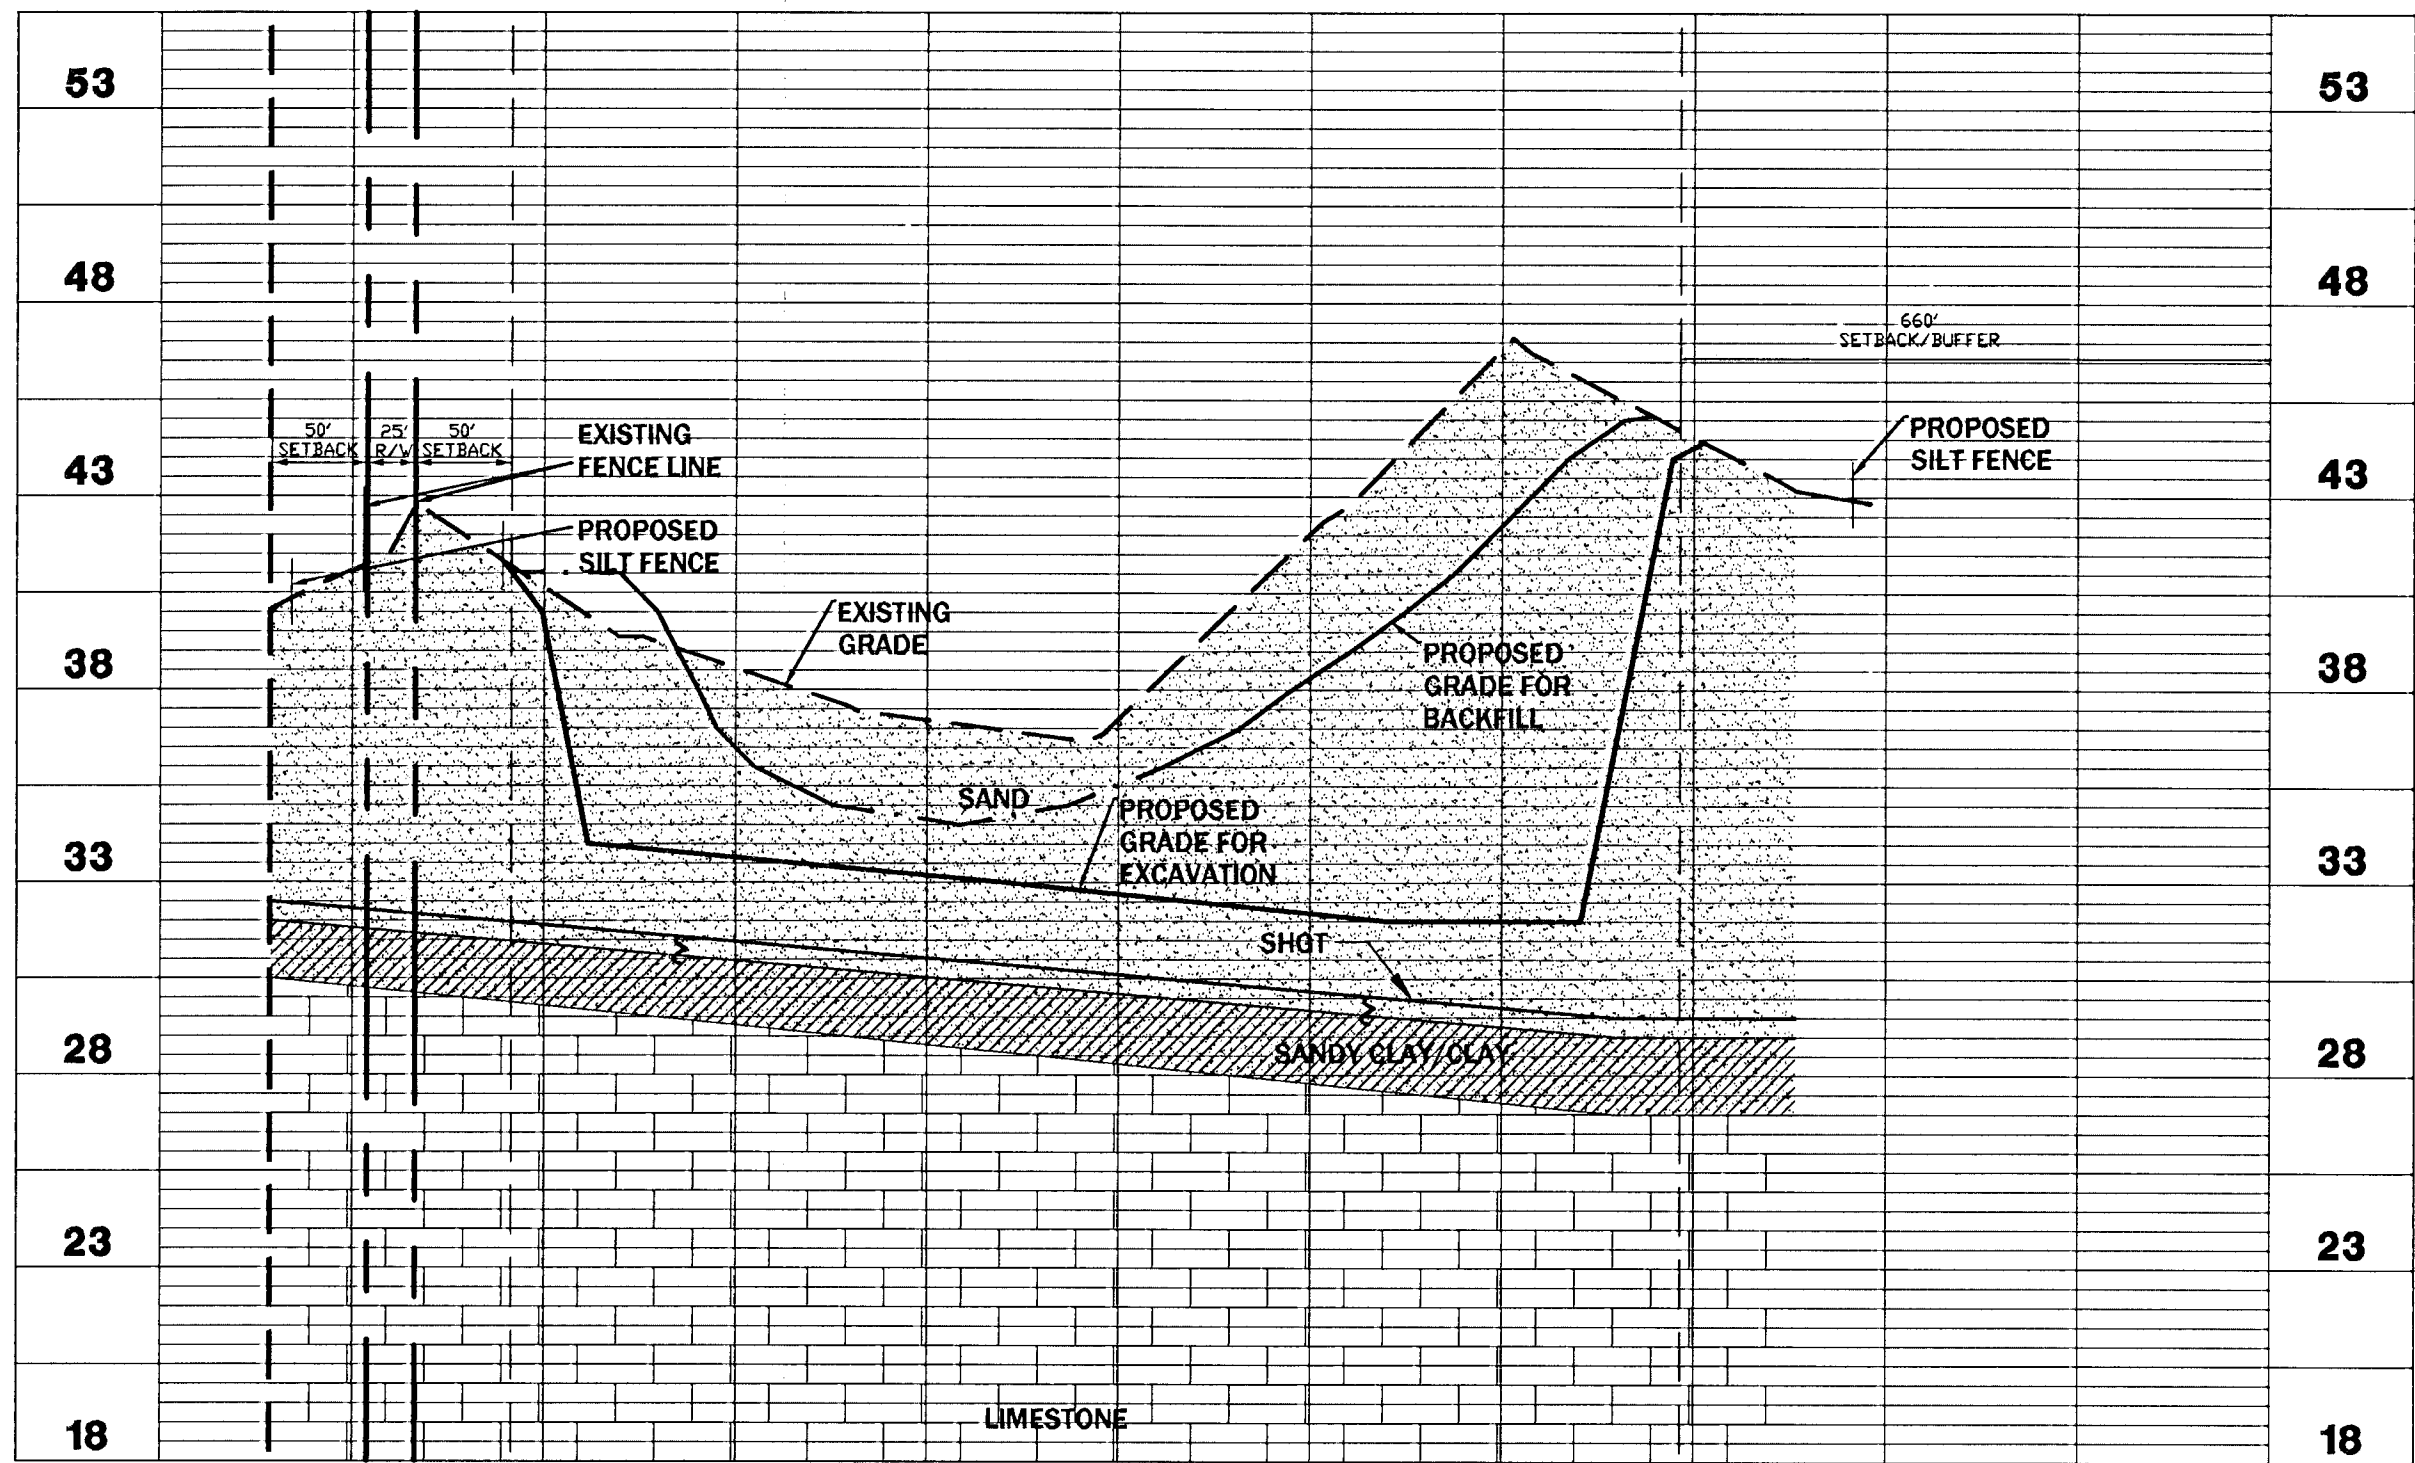 53
53
48
48
660'
SETBACK/BUFFER
50'
SETBACK
25'
R/W
50'
SETBACK
EXISTING
FENCE LINE
PROPOSED
SILT FENCE
43
43
PROPOSED
SILT FENCE
EXISTING
GRADE
38
38
PROPOSED
GRADE FOR
BACKFILL
SAND
PROPOSED
GRADE FOR
EXCAVATION
33
33
SHGT
28
28
SANDY CLAY/CLAY
23
23
LIMESTONE
18
18